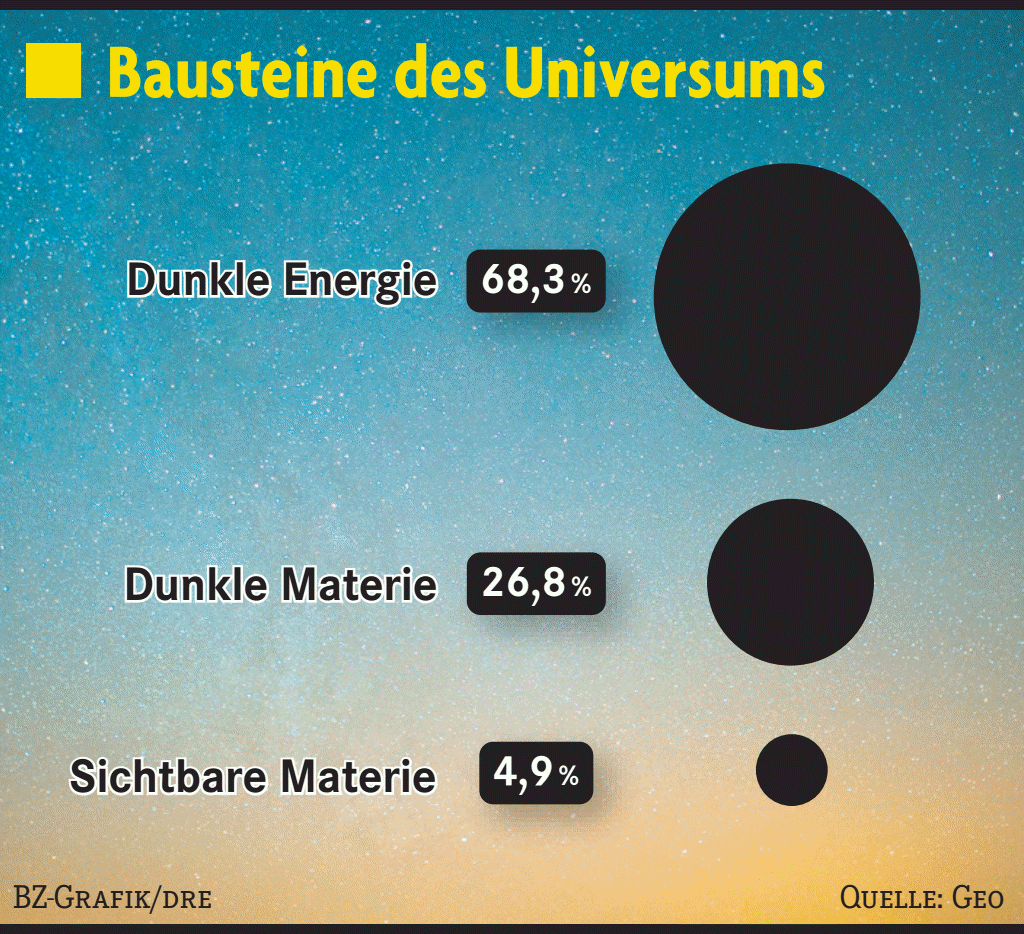 Bausteine des Universums
Dunkle Energie 68,3 %
Dunkle Materie 26,8 %
Sichtbare Materie 4,9 %
BZ-Grafik/dre Quelle: Geo